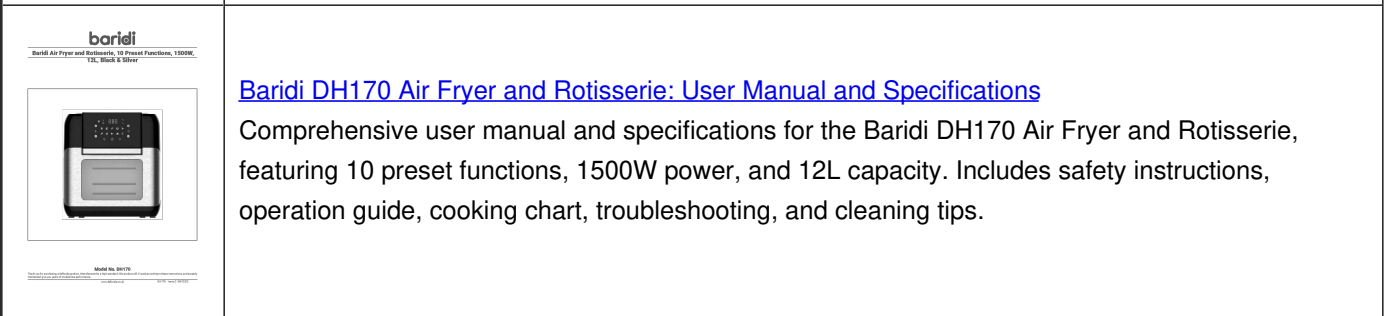 baridi
Baridi Air Fryer and Rotisserie, 10 Preset Functions, 1500W,
12L, Black & Silver
Model No. DH170
Baridi DH170 Air Fryer and Rotisserie: User Manual and Specifications
Comprehensive user manual and specifications for the Baridi DH170 Air Fryer and Rotisserie,
featuring 10 preset functions, 1500W power, and 12L capacity. Includes safety instructions,
operation guide, cooking chart, troubleshooting, and cleaning tips.